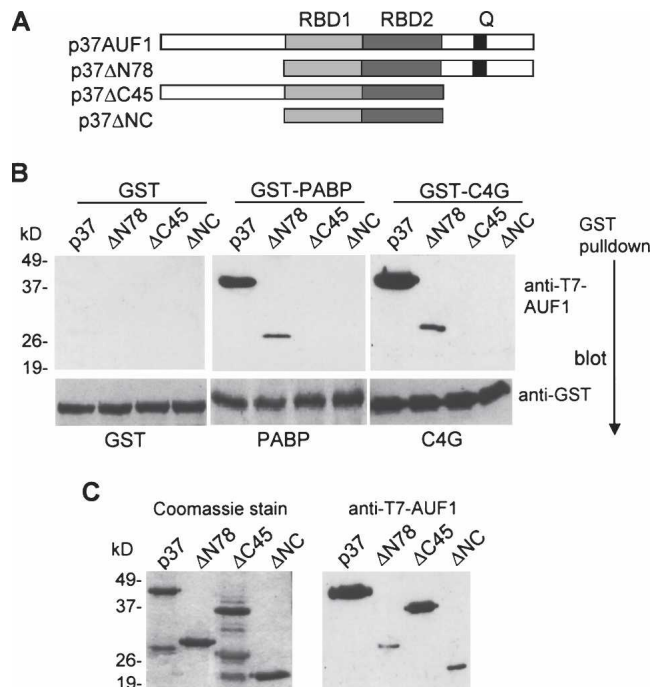 A
RBD1 RBD2 Q
p37AUF1
p37ΔN78
p37ΔC45
p37ΔNC
B
GST GST-PABP GST-C4G
kD p37 ΔN78 ΔC45 ΔNC p37 ΔN78 ΔC45 ΔNC p37 ΔN78 ΔC45 ΔNC
GST
pulldown
49-
37-
26-
19-
anti-T7-
AUF1
blot
anti-GST
GST PABP C4G
C
Coomassie stain anti-T7-AUF1
kD p37 ΔN78 ΔC45 ΔNC p37 ΔN78 ΔC45 ΔNC
49-
37-
26-
19-